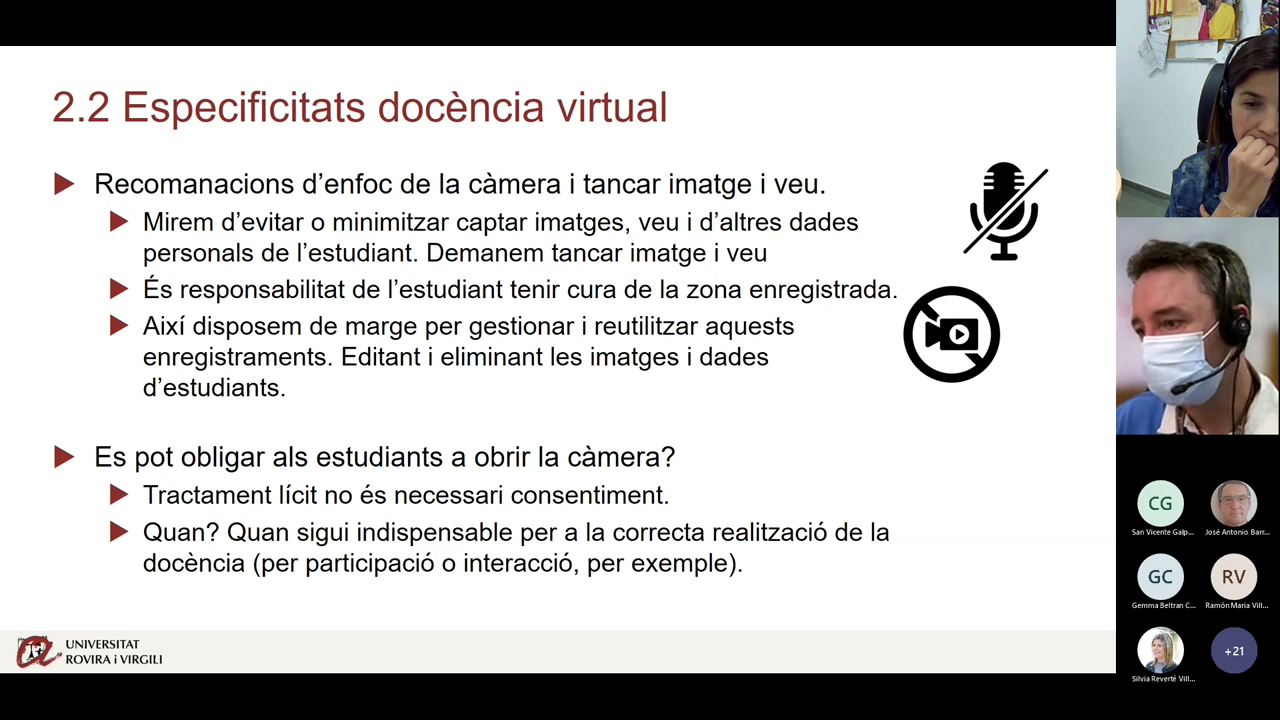 2.2 Especificitats docència virtual
Recomanacions d’enfoc de la càmera i tancar imatge i veu.
Mirem d’evitar o minimitzar captar imatges, veu i d’altres dades
personals de l’estudiant. Demanem tancar imatge i veu
És responsabilitat de l’estudiant tenir cura de la zona enregistrada.
Així disposem de marge per gestionar i reutilitzar aquests
enregistraments. Editant i eliminant les imatges i dades
d’estudiants.
Es pot obligar als estudiants a obrir la càmera?
Tractament lícit no és necessari consentiment.
Quan? Quan sigui indispensable per a la correcta realització de la
docència (per participació o interacció, per exemple).
UNIVERSITAT
ROVIRA i VIRGILI
CG
San Vicente Galp...
José Antonio Barr...
GC
RV
Gemma Beltran C...
Ramón Maria Vill...
+21
Silvia Reverté Vill...